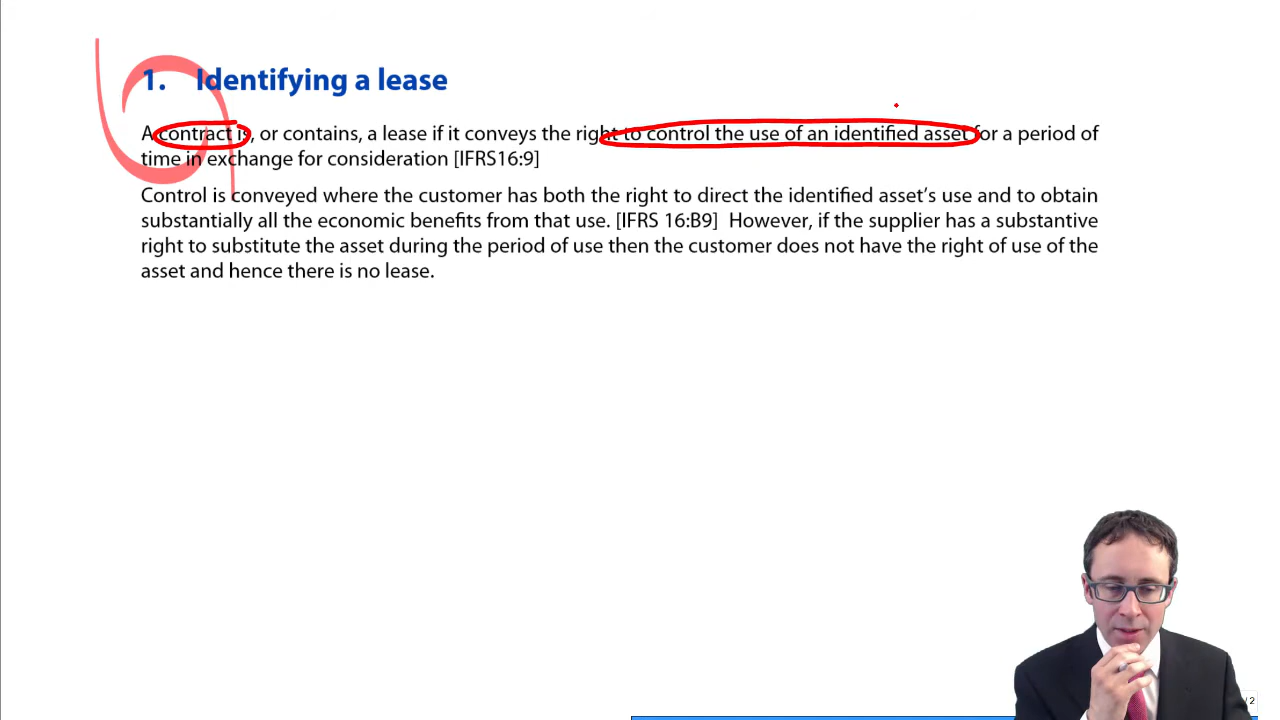 1. Identifying a lease
A contract is, or contains, a lease if it conveys the right to control the use of an identified asset for a period of
time in exchange for consideration [IFRS16:9]
Control is conveyed where the customer has both the right to direct the identified asset's use and to obtain
substantially all the economic benefits from that use. [IFRS 16:B9] However, if the supplier has a substantive
right to substitute the asset during the period of use then the customer does not have the right of use of the
asset and hence there is no lease.
/2